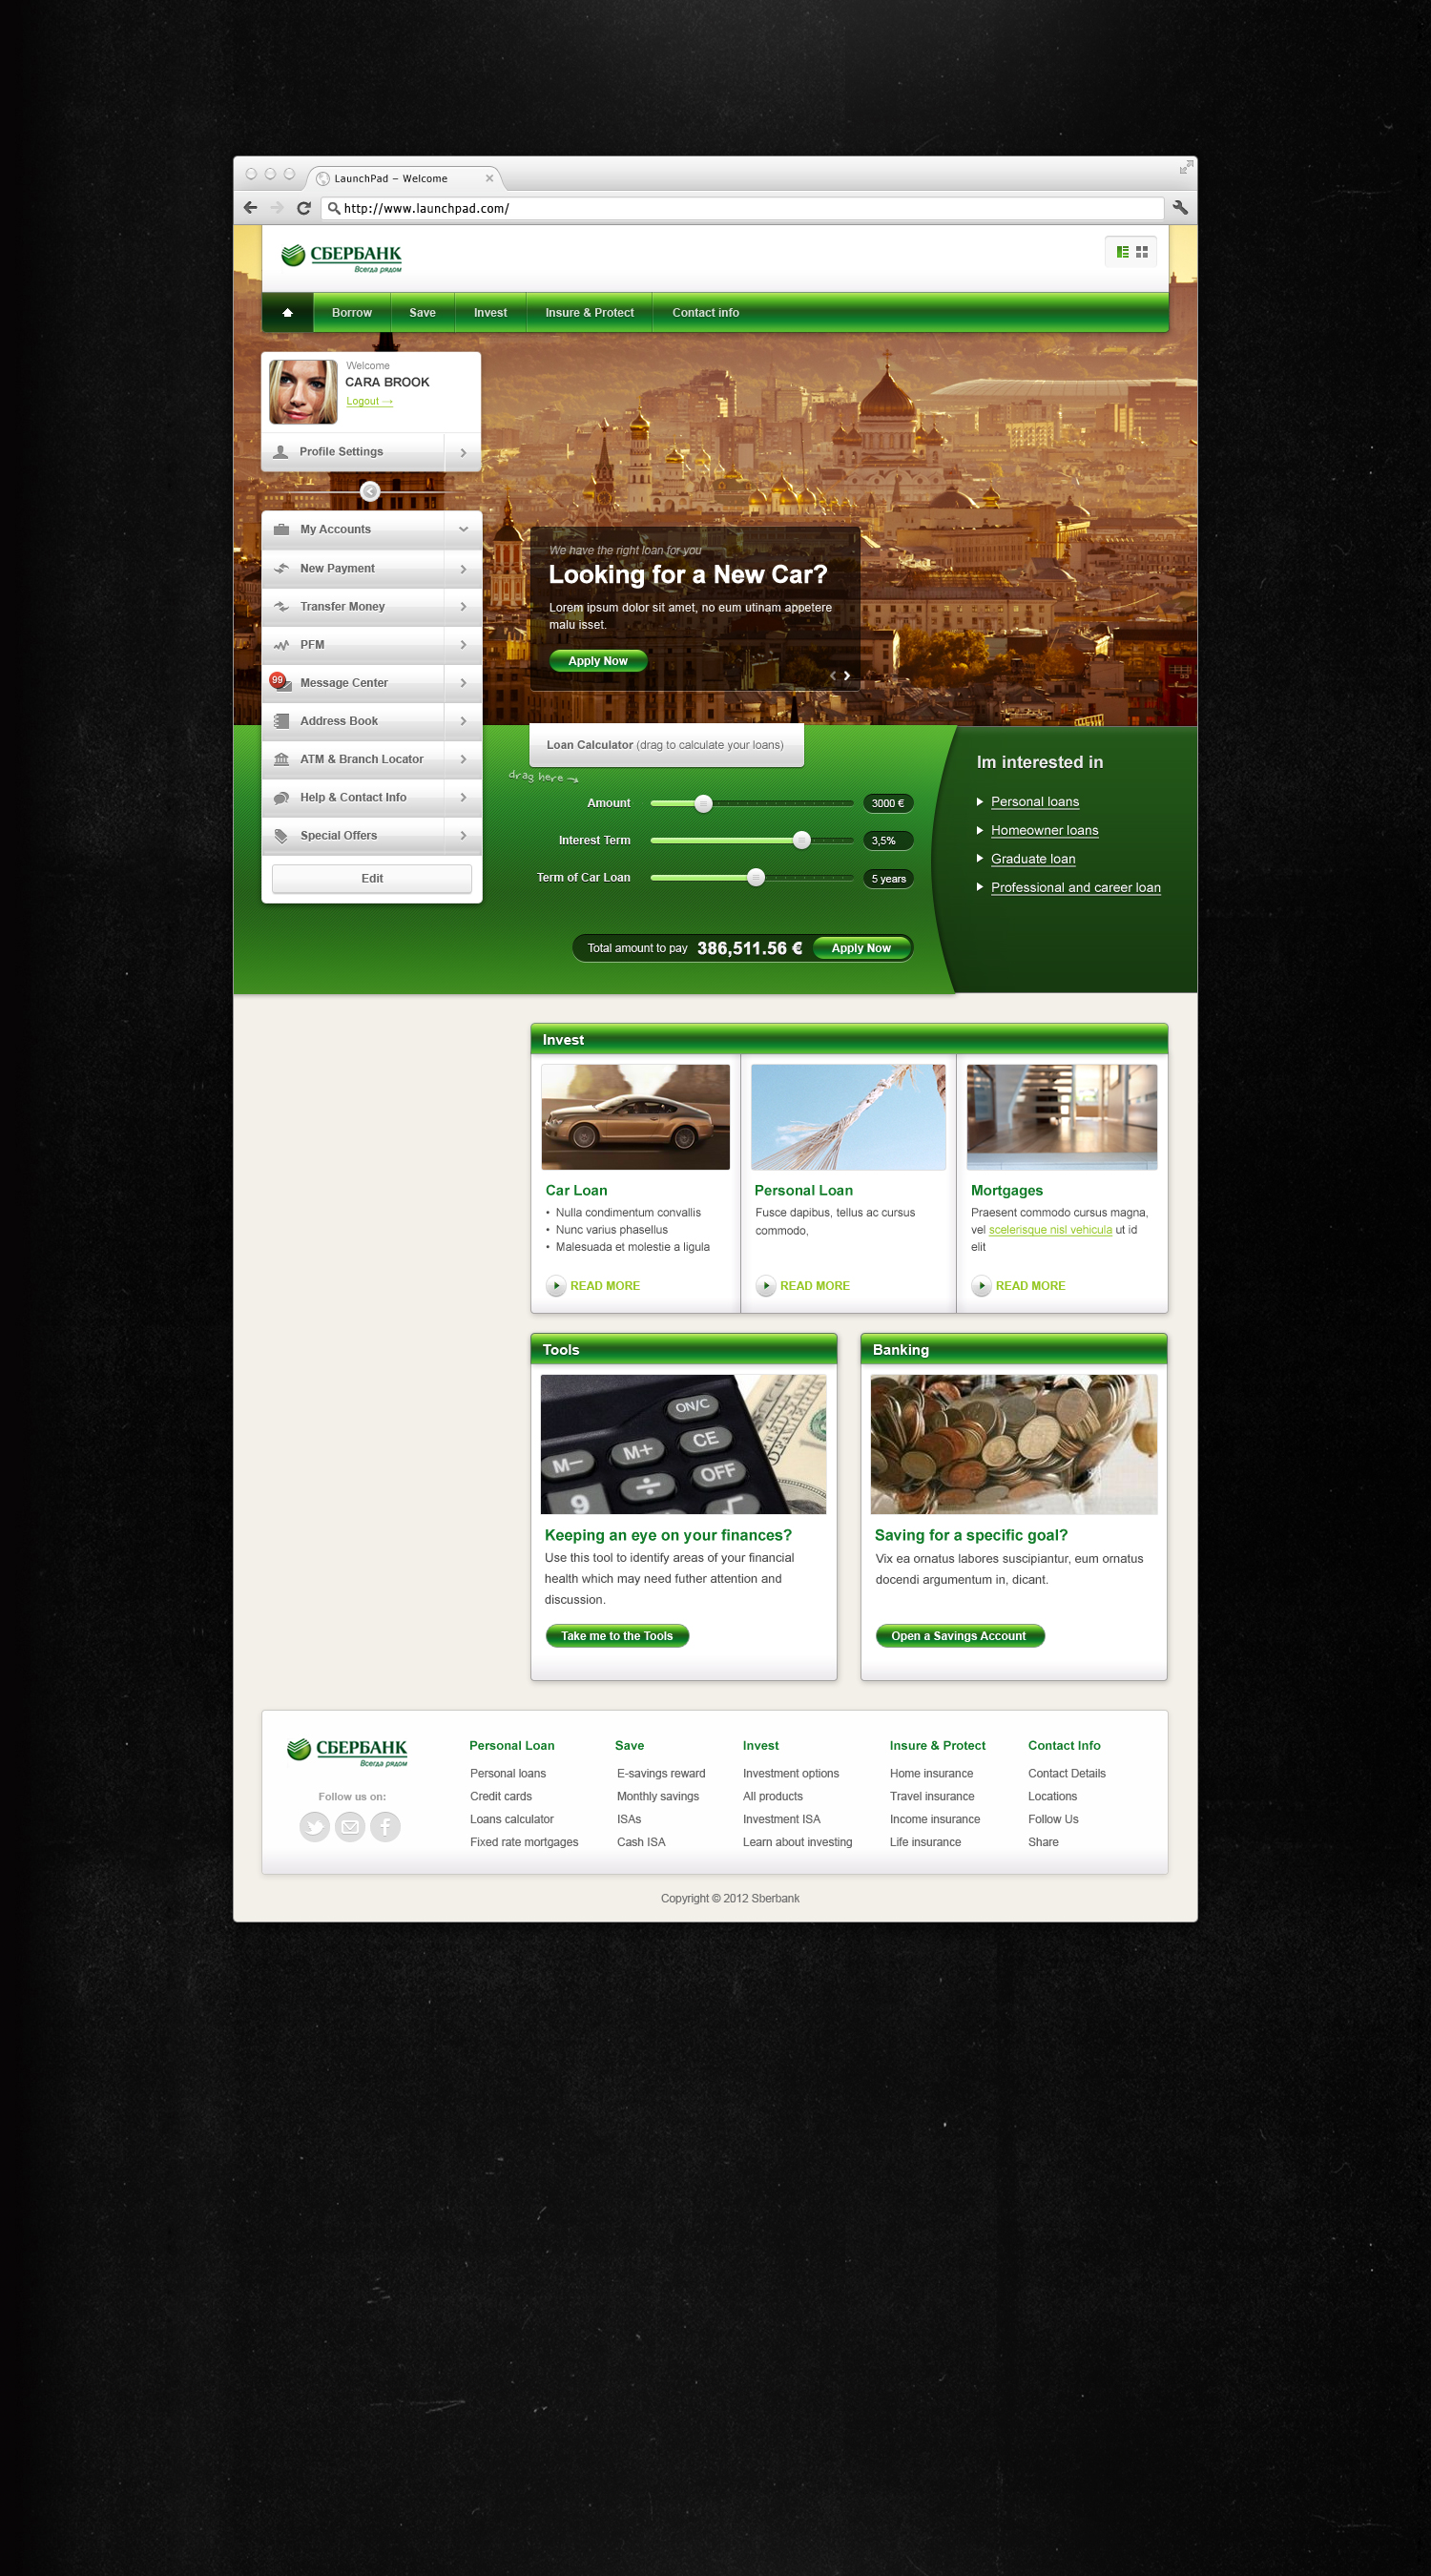 LaunchPad – Welcome
http://www.launchpad.com/
СБЕРБАНК
Всегда рядом
Borrow
Save
Invest
Insure & Protect
Contact info
Welcome
CARA BROOK
Logout →
Profile Settings
My Accounts
New Payment
Transfer Money
PFM
99
Message Center
Address Book
ATM & Branch Locator
Help & Contact Info
Special Offers
Edit
We have the right loan for you
Looking for a New Car?
Lorem ipsum dolor sit amet, no eum utinam appetere
malu isset.
Apply Now
Loan Calculator (drag to calculate your loans)
drag here →
Amount
3000 €
Interest Term
3,5%
Term of Car Loan
5 years
Total amount to pay 386,511.56 € Apply Now
Im interested in
Personal loans
Homeowner loans
Graduate loan
Professional and career loan
Invest
Car Loan
• Nulla condimentum convallis
• Nunc varius phasellus
• Malesuada et molestie a ligula
READ MORE
Personal Loan
Fusce dapibus, tellus ac cursus
commodo,
READ MORE
Mortgages
Praesent commodo cursus magna,
vel scelerisque nisl vehicula ut id
elit
READ MORE
Tools
ON/C
M–
M+
CE
÷
OFF
9
√
Keeping an eye on your finances?
Use this tool to identify areas of your financial
health which may need futher attention and
discussion.
Take me to the Tools
Banking
Saving for a specific goal?
Vix ea ornatus labores suscipiantur, eum ornatus
docendi argumentum in, dicant.
Open a Savings Account
СБЕРБАНК
Всегда рядом
Follow us on:
Personal Loan
Personal loans
Credit cards
Loans calculator
Fixed rate mortgages
Save
E-savings reward
Monthly savings
ISAs
Cash ISA
Invest
Investment options
All products
Investment ISA
Learn about investing
Insure & Protect
Home insurance
Travel insurance
Income insurance
Life insurance
Contact Info
Contact Details
Locations
Follow Us
Share
Copyright © 2012 Sberbank